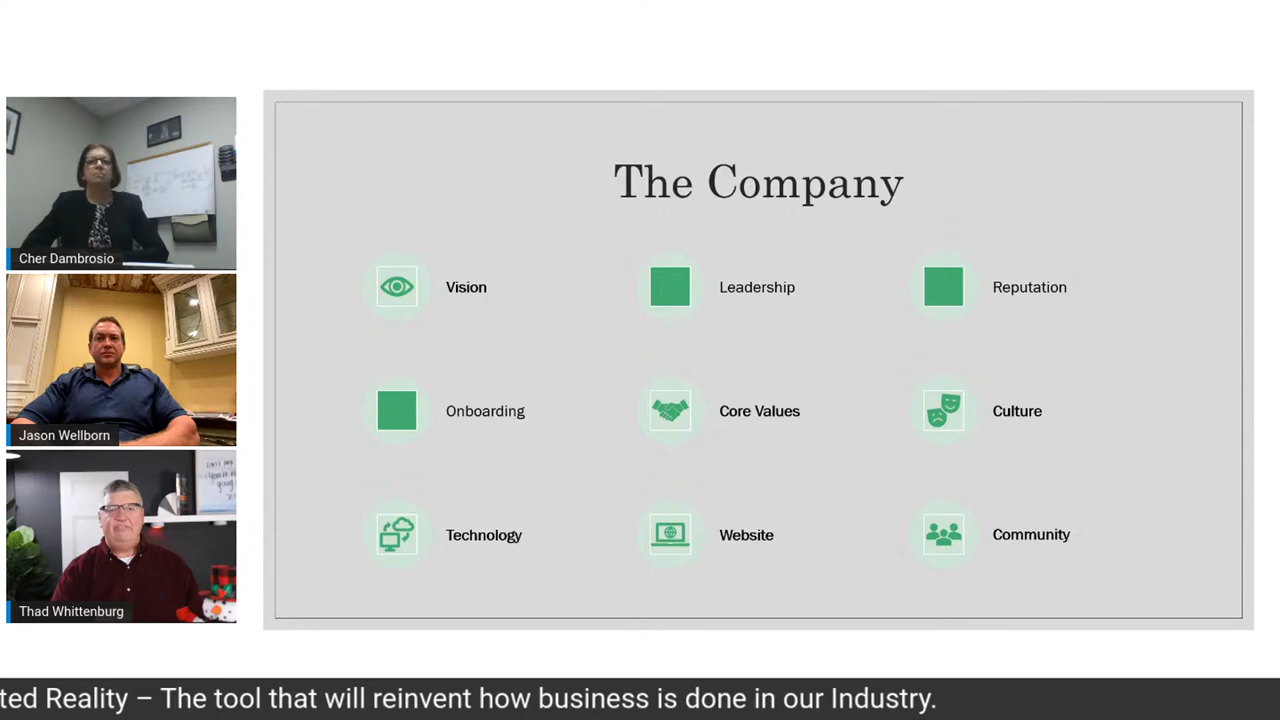 Cher Dambrosio
Jason Wellborn
Thad Whittenburg
The Company
Vision
Leadership
Reputation
Onboarding
Core Values
Culture
Technology
Website
Community
ted Reality – The tool that will reinvent how business is done in our Industry.